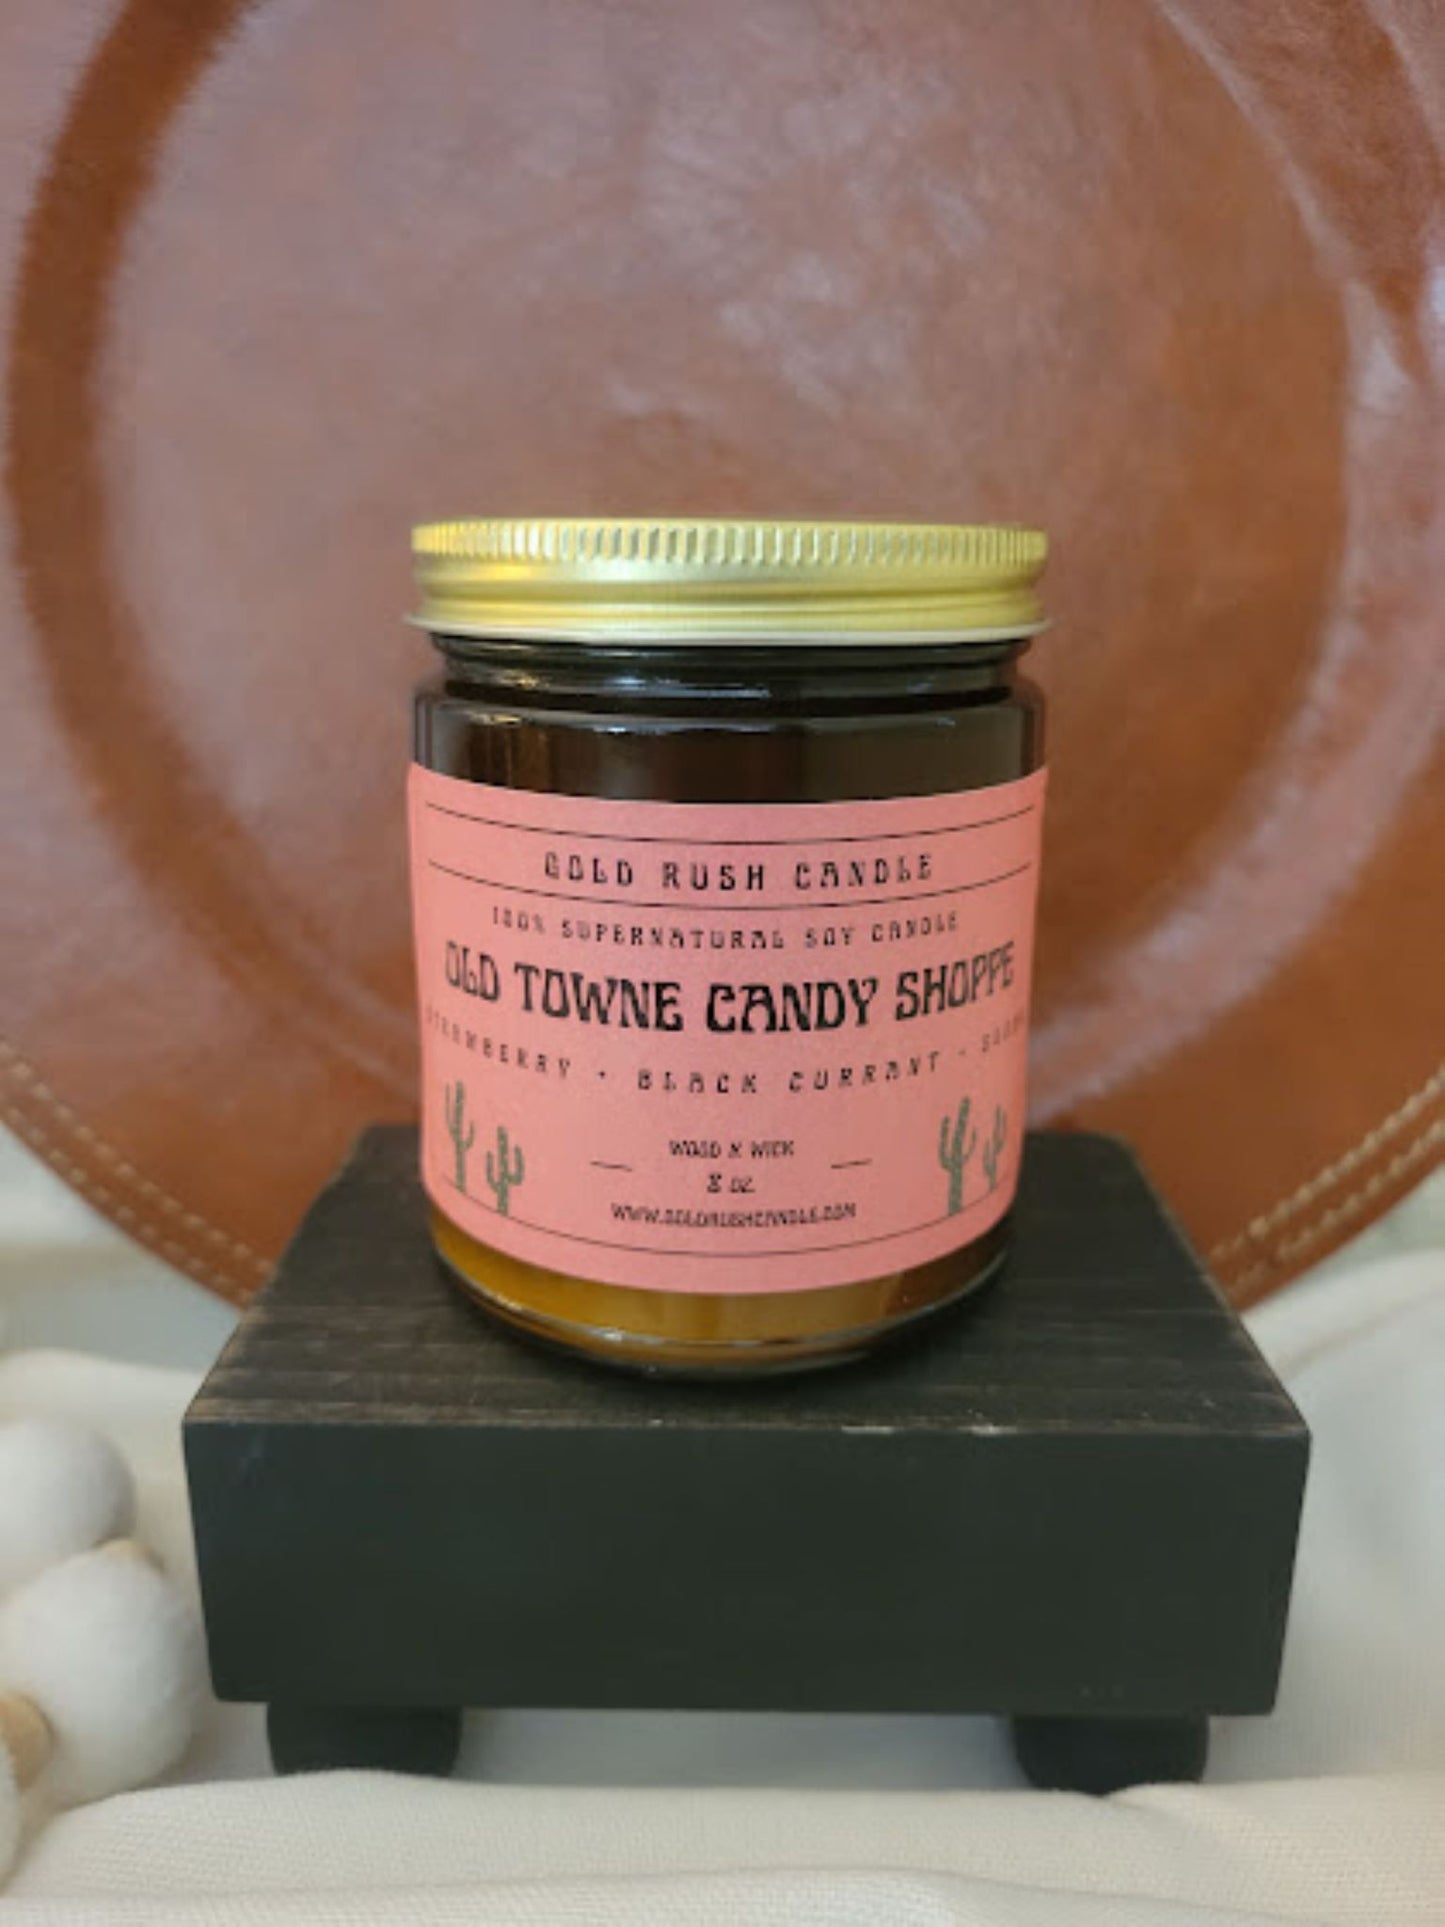 GOLD RUSH CANDLE
100% SUPERNATURAL SOY CANDLE
OLD TOWNE CANDY SHOPPE
STRAWBERRY • BLACK CURRANT •
WOOD N WICK
8 OZ.
WWW.GOLDRUSHCANDLE.COM